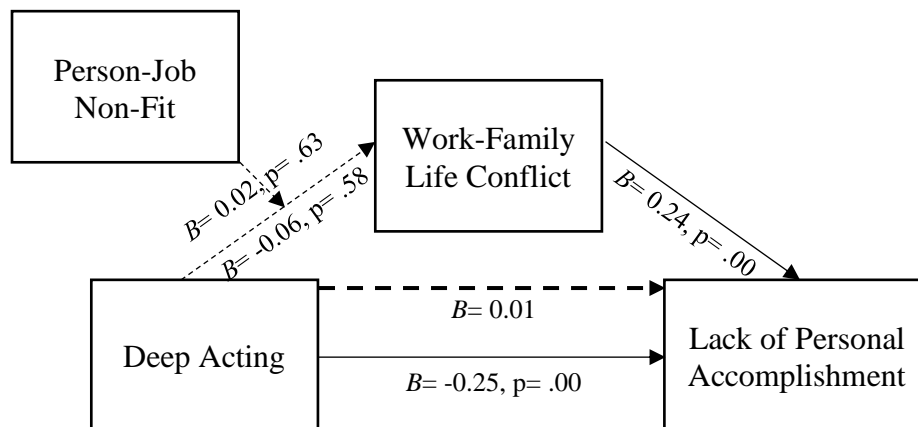 Person-Job
Non-Fit
Work-Family
Life Conflict
B= 0.02, p= .63
B= -0.06, p= .58
B= 0.24, p= .00
B= 0.01
Deep Acting
Lack of Personal
Accomplishment
B= -0.25, p= .00